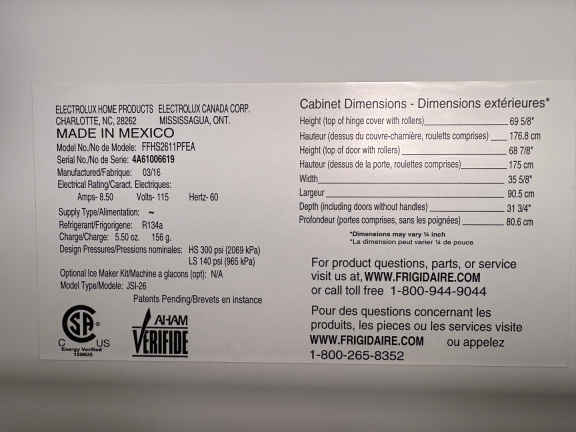 ELECTROLUX HOME PRODUCTS ELECTROLUX CANADA CORP.
CHARLOTTE, NC, 28262 MISSISSAGUA, ONT.
MADE IN MEXICO
Model No./No de Modele: FFHS2611PFEA
Serial No./No de Serie: 4A61006619
Manufactured/Fabrique: 03/16
Electrical Rating/Caract. Electriques:
Amps- 8.50 Volts- 115 Hertz- 60
Supply Type/Alimentation: ~
Refrigerant/Frigorigene: R134a
Charge/Charge: 5.50 oz. 156 g.
Design Pressures/Pressions nominales: HS 300 psi (2069 kPa)
LS 140 psi (965 kPa)
Optional Ice Maker Kit/Machine a glacons (opt): N/A
Model Type/Modele: JSI-26
Patents Pending/Brevets en instance
CSA
C US
Energy Verified
AHAM
VERIFIDE
Cabinet Dimensions - Dimensions extérieures*
Height (top of hinge cover with rollers) 69 5/8"
Hauteur (dessus du couvre-charnière, roulettes comprises) 176.8 cm
Height (top of door with rollers) 68 7/8"
Hauteur (dessus de la porte, roulettes comprises) 175 cm
Width 35 5/8"
Largeur 90.5 cm
Depth (including doors without handles) 31 3/4"
Profondeur (portes comprises, sans les poignées) 80.6 cm
*Dimensions may vary ¼ inch
*La dimension peut varier ¼ de pouce
For product questions, parts, or service
visit us at, WWW.FRIGIDAIRE.COM
or call toll free 1-800-944-9044
Pour des questions concernant les
produits, les pieces ou les services visite
WWW.FRIGIDAIRE.COM ou appelez
1-800-265-8352